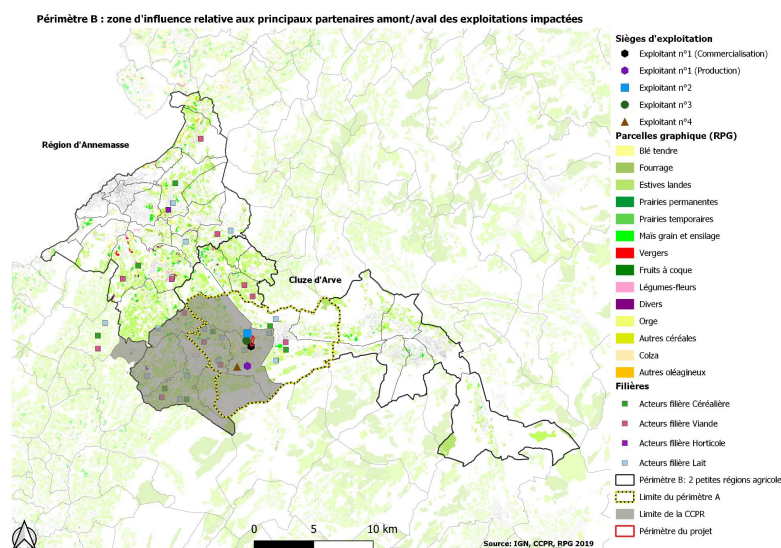 Périmètre B : zone d'influence relative aux principaux partenaires amont/aval des exploitations impactées
Région d'Annemasse
Cluze d'Arve
Sièges d'exploitation
Exploitant n°1 (Commercialisation)
Exploitant n°1 (Production)
Exploitant n°2
Exploitant n°3
Exploitant n°4
Parcelles graphique (RPG)
Blé tendre
Fourrage
Estives landes
Prairies permanentes
Prairies temporaires
Maïs grain et ensilage
Vergers
Fruits à coque
Légumes-fleurs
Divers
Orge
Autres céréales
Colza
Autres oléagineux
Filières
Acteurs filière Céréalière
Acteurs filière Viande
Acteurs filière Horticole
Acteurs filière Lait
Périmètre B: 2 petites régions agricole
Limite du périmètre A
Limite de la CCPR
Périmètre du projet
0 5 10 km
Source: IGN, CCPR, RPG 2019